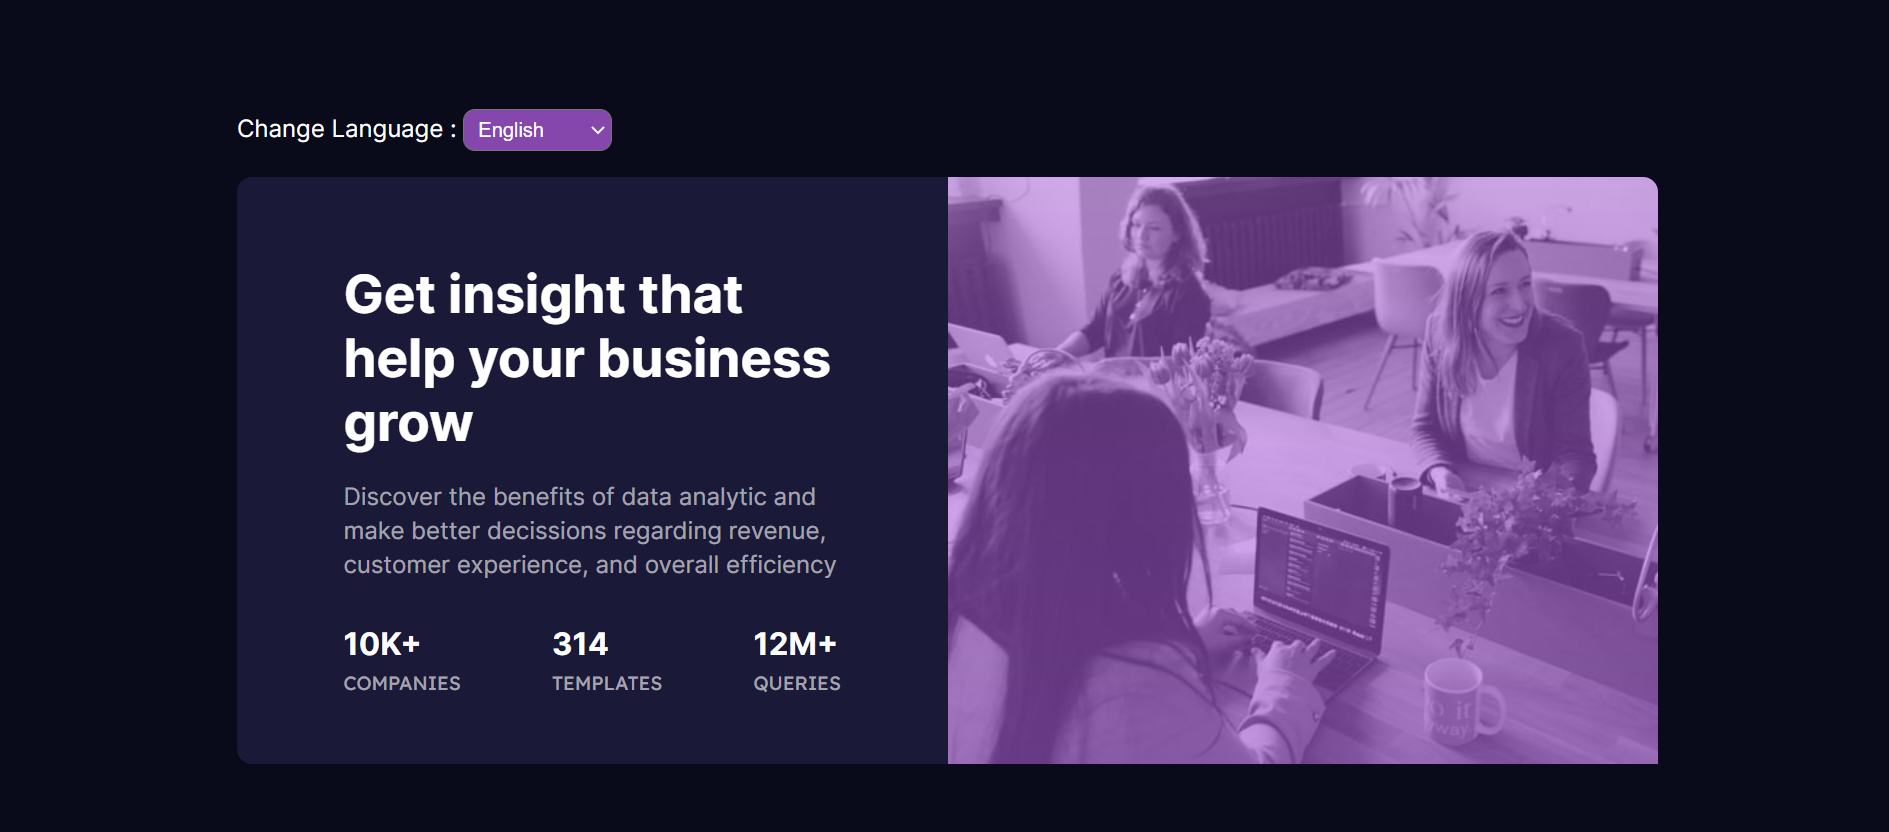 Change Language : English
Get insight that
help your business
grow
Discover the benefits of data analytic and
make better decissions regarding revenue,
customer experience, and overall efficiency
10K+ 314 12M+
COMPANIES TEMPLATES QUERIES